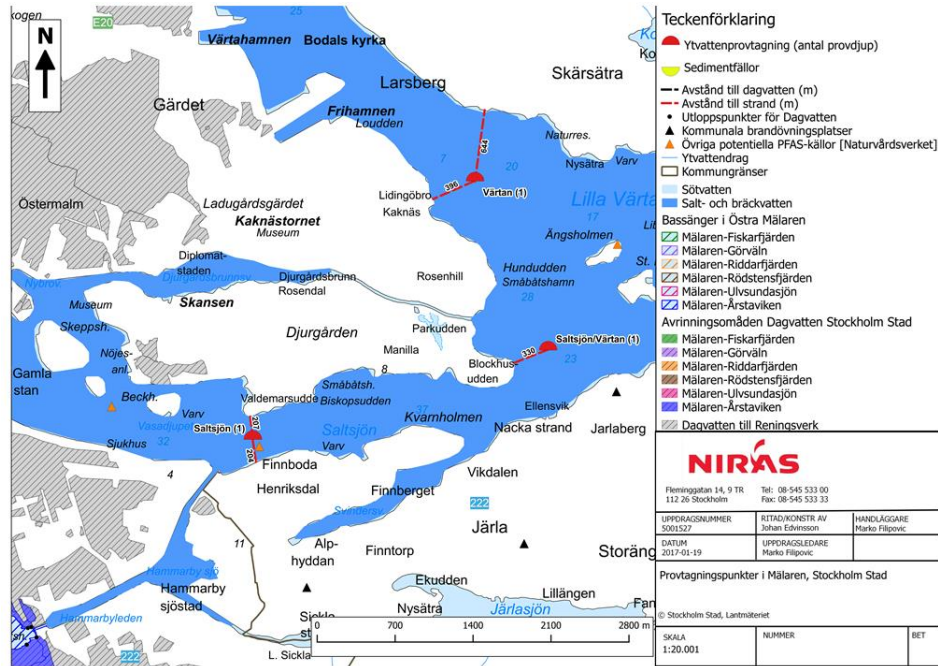 kogen
E20
N
25
Värtahamnen
Bodals kyrka
Larsberg
Skärsätra
Gärdet
Frihamnen
Loudden
Naturres.
Nysätra
Varv
644
7
20
396
Värtan (1)
Lidingöbro
Kaknäs
Lilla Värta
17
Östermalm
Ladugårdsgärdet
Kaknästornet
Museum
Ängsholmen
Diplomat-
staden
Djurgårdsbrunnsv.
Djurgårdsbrunn
Rosendal
Rosenhill
Hundudden
Småbåtshamn
28
Nybrov.
Museum
Skansen
Skeppsh.
Djurgården
Parkudden
Saltsjön/Värtan (1)
330
23
Nöjes-
anl.
Manilla
Blockhus-
udden
Gamla
stan
8
Småbåtsh.
Biskopsudden
Beckh.
Valdemarsudde
Ellensvik
37
Kvarnholmen
Varv
207
Vasadjupet
32
Saltsjön (1)
Saltsjön
Nacka strand
Jarlaberg
Sjukhus
204
Varv
Finnboda
4
Vikdalen
Henriksdal
Finnberget
222
Svindersv.
Järla
11
Alp-
hyddan
Finntorp
Storäng
Hammarby sjö
Hammarby
sjöstad
Ekudden
Lillängen
Nysätra
Järlasjön
Hammarbyleden
222
L. Sickla
0 700 1400 2100 2800 m
Teckenförklaring
Ytvattenprovtagning (antal provdjup)
Sedimentfällor
Avstånd till dagvatten (m)
Avstånd till strand (m)
Utloppspunkter för Dagvatten
Kommunala brandövningsplatser
Övriga potentiella PFAS-källor [Naturvårdsverket]
Ytvattendrag
Kommungränser
Sötvatten
Salt- och bräckvatten
Bassänger i Östra Mälaren
Mälaren-Fiskarfjärden
Mälaren-Görväln
Mälaren-Riddarfjärden
Mälaren-Rödstensfjärden
Mälaren-Ulvsundasjön
Mälaren-Årstaviken
Avrinningsområden Dagvatten Stockholm Stad
Mälaren-Fiskarfjärden
Mälaren-Görväln
Mälaren-Riddarfjärden
Mälaren-Rödstensfjärden
Mälaren-Ulvsundasjön
Mälaren-Årstaviken
Dagvatten till Reningsverk
NIRAS
Fleminggatan 14, 9 TR Tel: 08-545 533 00
112 26 Stockholm Fax: 08-545 533 33
UPPDRAGSNUMMER RITAD/KONSTR AV HANDLÄGGARE
5001527 Johan Edvinsson Marko Filipovic
DATUM UPPDRAGSLEDARE
2017-01-19 Marko Filipovic
Provtagningspunkter i Mälaren, Stockholm Stad
© Stockholm Stad, Lantmäteriet
SKALA NUMMER BET
1:20.001